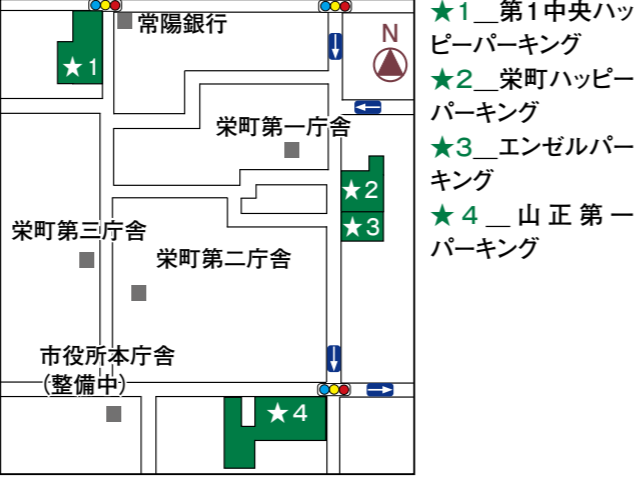 常陽銀行
N
★1
栄町第一庁舎
★2
★3
栄町第三庁舎
栄町第二庁舎
市役所本庁舎
(整備中)
★4
★1__第1中央ハッ
ピーパーキング
★2__栄町ハッピー
パーキング
★3__エンゼルパー
キング
★4__山正第一
パーキング